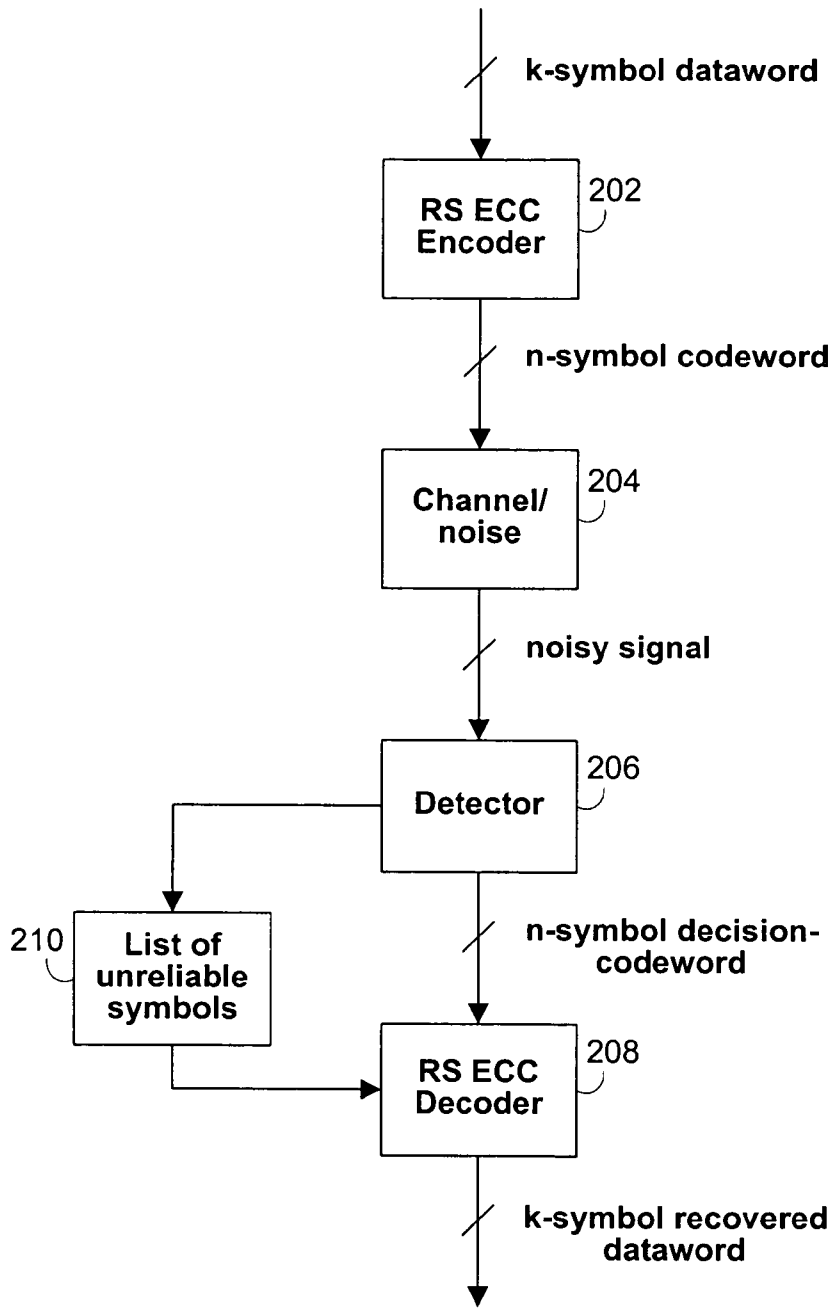 k-symbol dataword
202
RS ECC
Encoder
n-symbol codeword
204
Channel/
noise
noisy signal
206
Detector
210
List of
unreliable
symbols
n-symbol decision-
codeword
208
RS ECC
Decoder
k-symbol recovered
dataword